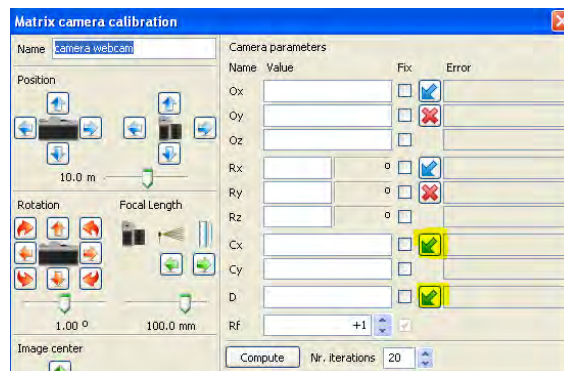 Matrix camera calibration
Name camera webcam
Position
10.0 m
Rotation Focal Length
1.00 º 100.0 mm
Image center
Camera parameters
Name Value Fix Error
Ox
Oy
Oz
Rx º
Ry º
Rz º
Cx
Cy
D
Rf +1
Compute Nr. iterations 20